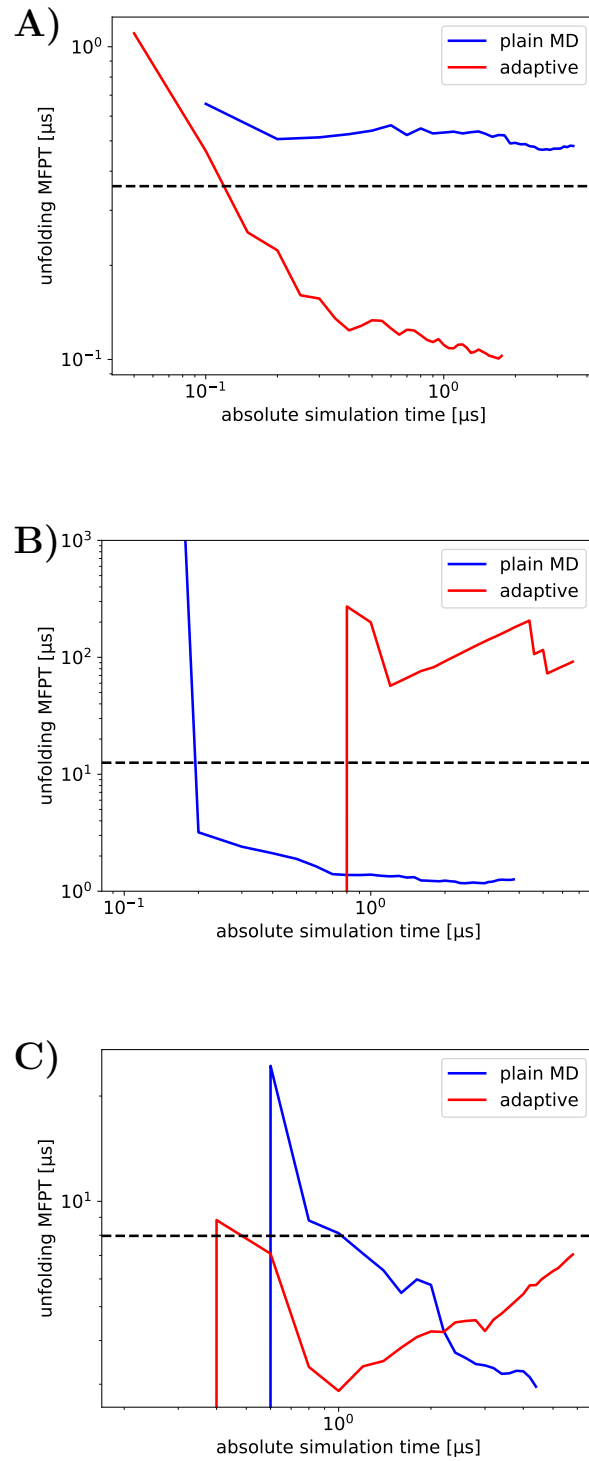 A)
plain MD
adaptive
unfolding MFPT [µs]
10⁰
10⁻¹
10⁻¹
10⁰
absolute simulation time [µs]
B)
plain MD
adaptive
unfolding MFPT [µs]
10³
10²
10¹
10⁰
10⁻¹
10⁰
absolute simulation time [µs]
C)
plain MD
adaptive
unfolding MFPT [µs]
10¹
10⁰
absolute simulation time [µs]